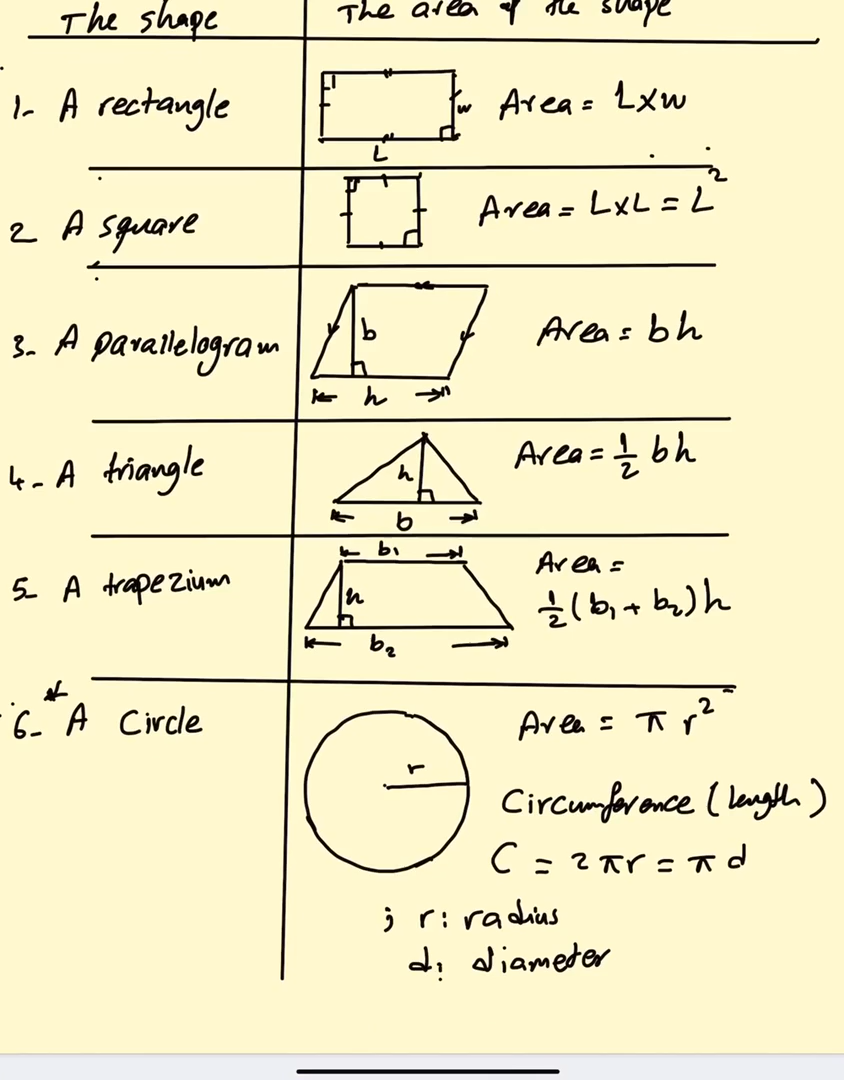 The shape
The area of the shape
1- A rectangle
L
w
Area = L×w
2 A square
Area = L×L = L²
3- A parallelogram
b
h
Area = bh
4- A triangle
h
b
Area = 1/2 bh
5- A trapezium
b₁
h
b₂
Area =
1/2 (b₁ + b₂)h
6- * A Circle
r
Area = π r²
Circumference (length)
C = 2πr = πd
; r: radius
d: diameter